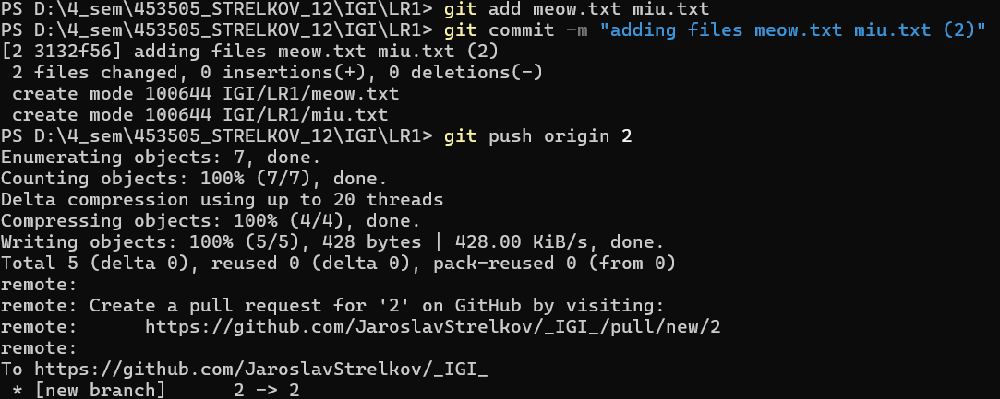 PS D:\4_sem\453505_STRELKOV_12\IGI\LR1> git add meow.txt miu.txt
PS D:\4_sem\453505_STRELKOV_12\IGI\LR1> git commit -m "adding files meow.txt miu.txt (2)"
[2 3132f56] adding files meow.txt miu.txt (2)
 2 files changed, 0 insertions(+), 0 deletions(-)
 create mode 100644 IGI/LR1/meow.txt
 create mode 100644 IGI/LR1/miu.txt
PS D:\4_sem\453505_STRELKOV_12\IGI\LR1> git push origin 2
Enumerating objects: 7, done.
Counting objects: 100% (7/7), done.
Delta compression using up to 20 threads
Compressing objects: 100% (4/4), done.
Writing objects: 100% (5/5), 428 bytes | 428.00 KiB/s, done.
Total 5 (delta 0), reused 0 (delta 0), pack-reused 0 (from 0)
remote:
remote: Create a pull request for '2' on GitHub by visiting:
remote:      https://github.com/JaroslavStrelkov/_IGI_/pull/new/2
remote:
To https://github.com/JaroslavStrelkov/_IGI_
 * [new branch]      2 -> 2